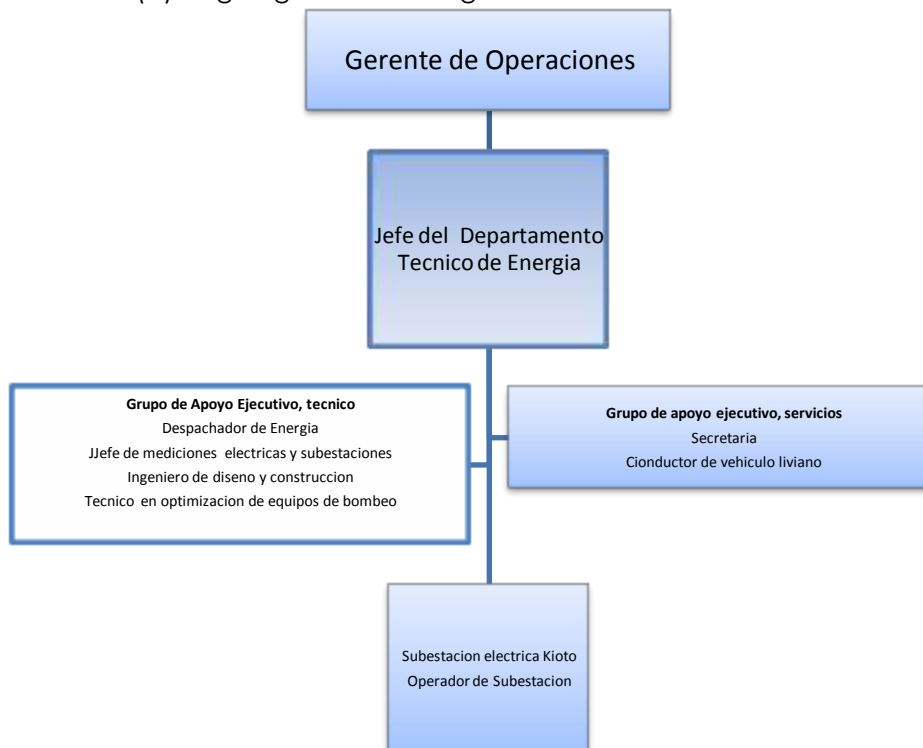 Gerente de Operaciones
Jefe del Departamento
Tecnico de Energia
Grupo de Apoyo Ejecutivo, tecnico
Despachador de Energia
JJefe de mediciones electricas y subestaciones
Ingeniero de diseno y construccion
Tecnico en optimizacion de equipos de bombeo
Grupo de apoyo ejecutivo, servicios
Secretaria
Cionductor de vehiculo liviano
Subestacion electrica Kioto
Operador de Subestacion